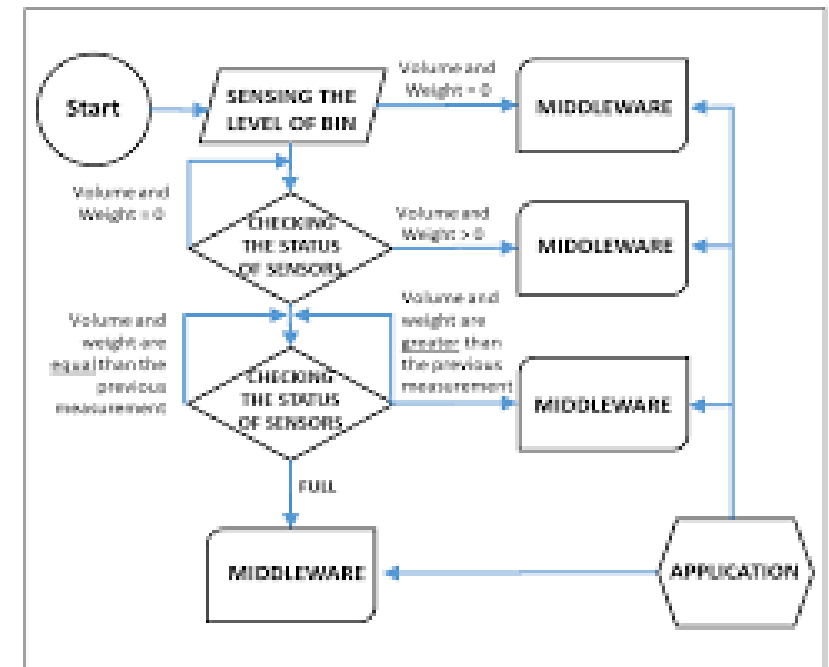 Start
SENSING THE
LEVEL OF BIN
Volume and
Weight = 0
MIDDLEWARE
Volume and
Weight = 0
CHECKING
THE STATUS
OF SENSORS
Volume and
Weight > 0
MIDDLEWARE
Volume and
weight are
equal than the
previous
measurement
CHECKING
THE STATUS
OF SENSORS
Volume and
weight are
greater than
the previous
measurement
MIDDLEWARE
FULL
MIDDLEWARE
APPLICATION